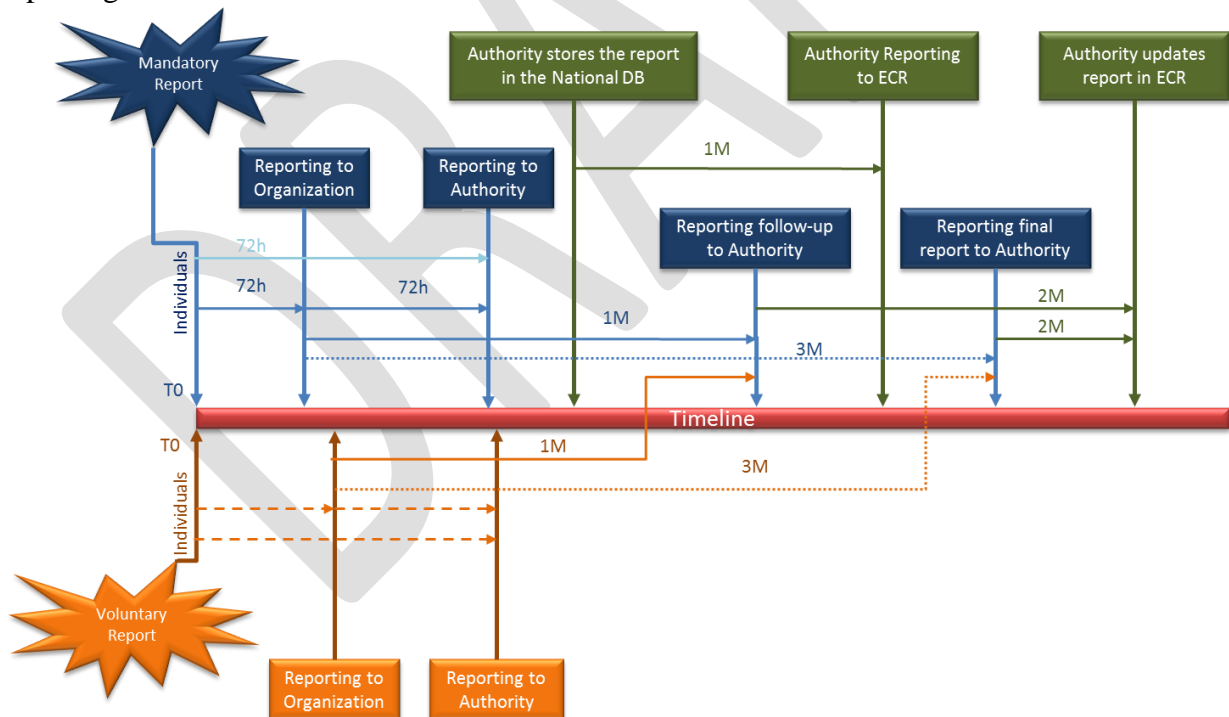 Mandatory
Report
Authority stores the report
in the National DB
Authority Reporting
to ECR
Authority updates
report in ECR
1M
Reporting to
Organization
Reporting to
Authority
Reporting follow-up
to Authority
Reporting final
report to Authority
72h
Individuals
72h
72h
2M
1M
2M
3M
T0
Timeline
T0
1M
3M
Individuals
Voluntary
Report
Reporting to
Organization
Reporting to
Authority
DRA